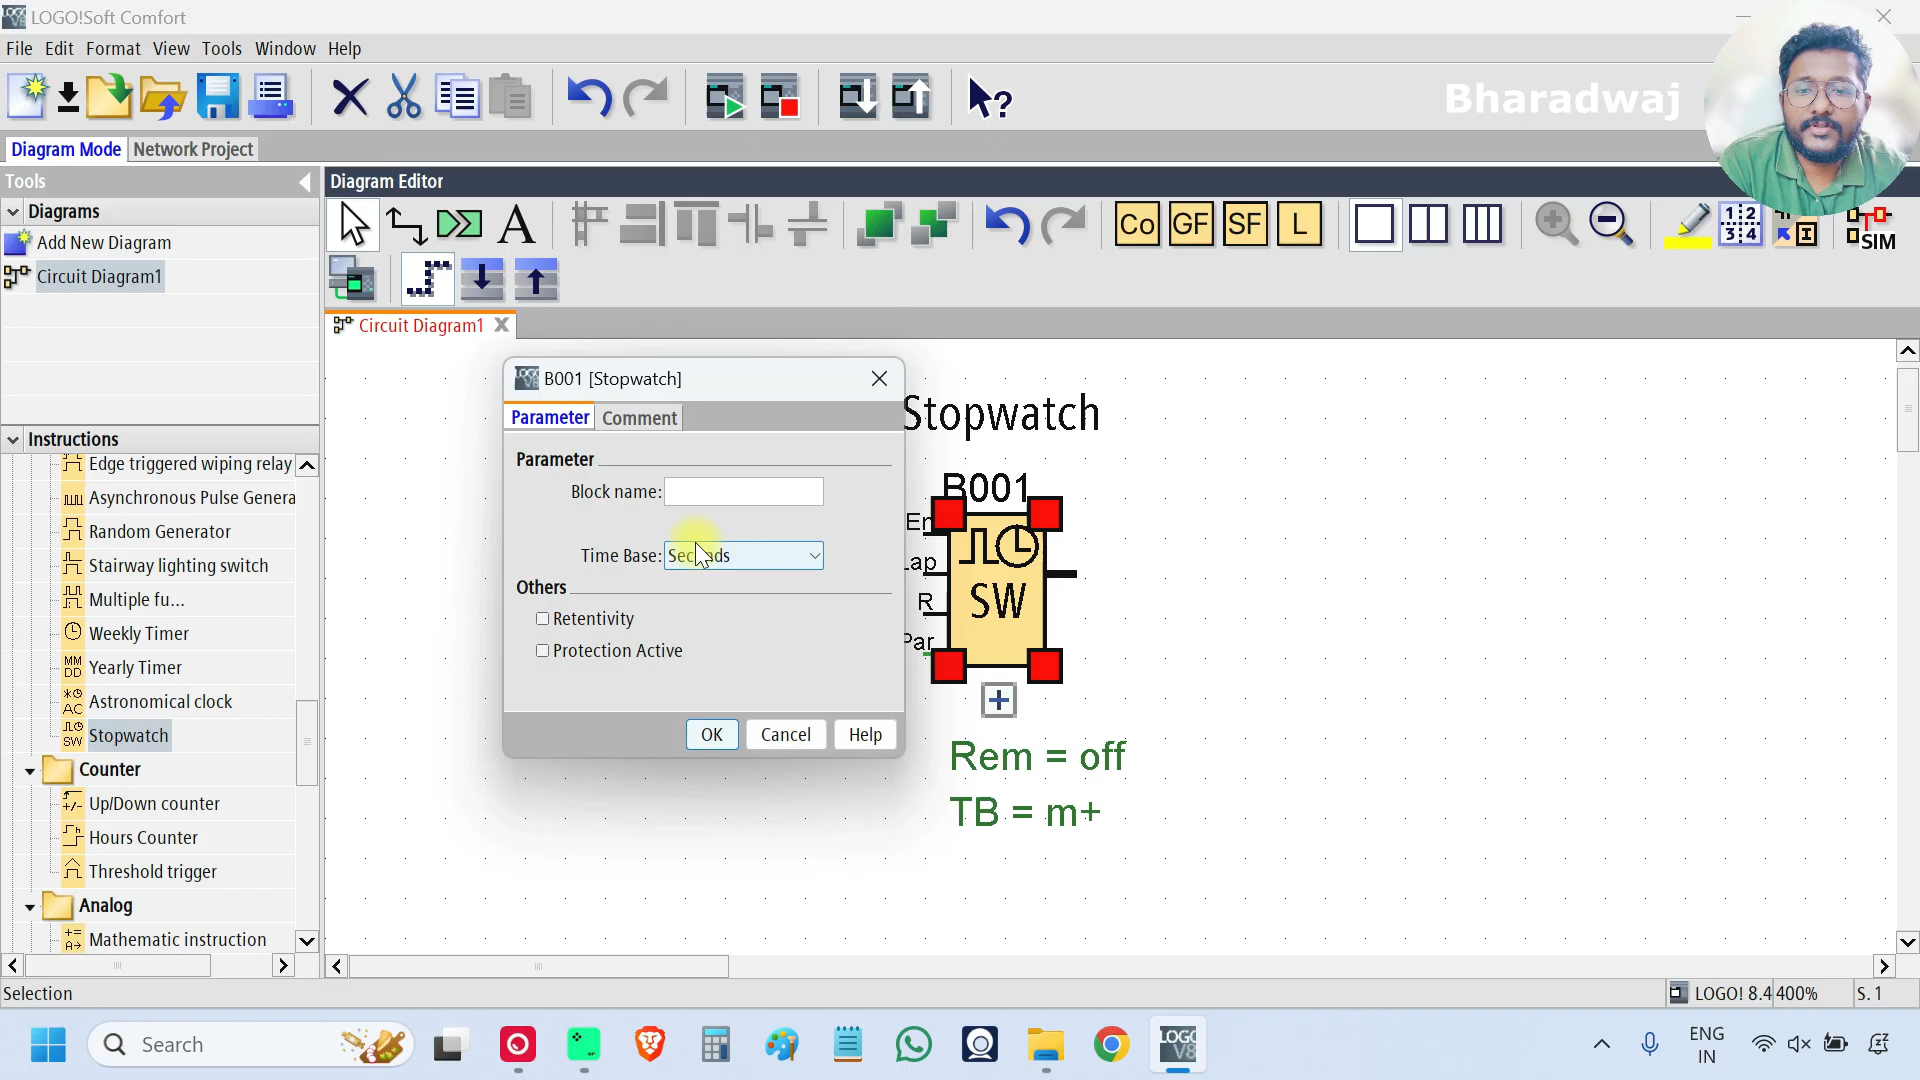 LOGO!Soft Comfort
File Edit Format View Tools Window Help
Bharadwaj
Diagram Mode Network Project
Tools
Diagram Editor
Diagrams
Add New Diagram
Circuit Diagram1
Co GF SF L
SIM
Circuit Diagram1
B001 [Stopwatch]
Parameter Comment
Parameter
Block name:
Time Base: Seconds
Others
Retentivity
Protection Active
OK Cancel Help
Stopwatch
B001
En
Lap
R
Par
SW
Rem = off
TB = m+
Instructions
Edge triggered wiping relay
Asynchronous Pulse Genera
Random Generator
Stairway lighting switch
Multiple fu...
Weekly Timer
Yearly Timer
Astronomical clock
Stopwatch
Counter
Up/Down counter
Hours Counter
Threshold trigger
Analog
Mathematic instruction
Selection
LOGO! 8.4 400% S. 1
Search
ENG
IN